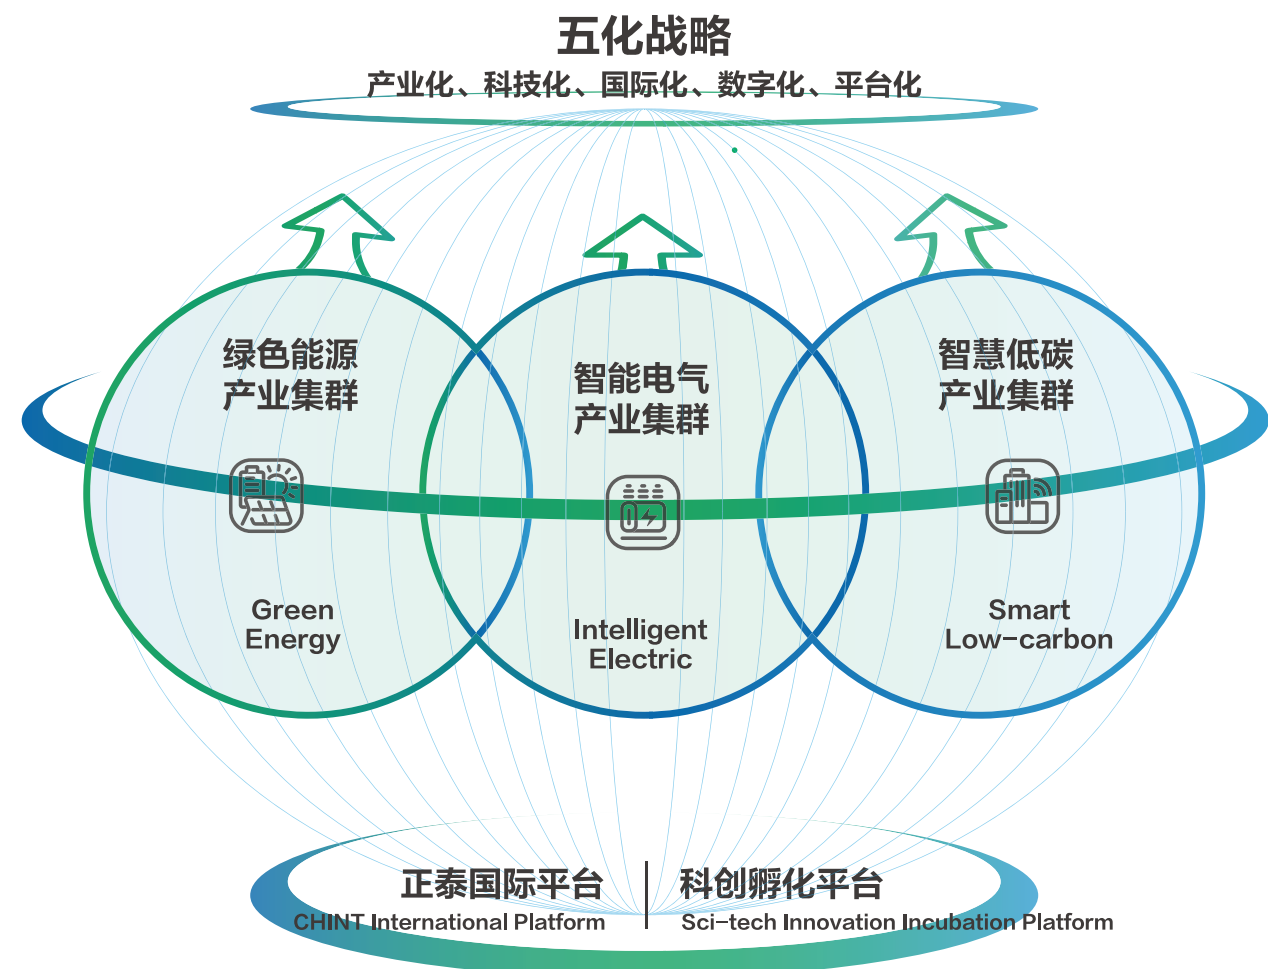 五化战略
产业化、科技化、国际化、数字化、平台化
绿色能源
产业集群
Green
Energy
智能电气
产业集群
Intelligent
Electric
智慧低碳
产业集群
Smart
Low-carbon
正泰国际平台
CHINT International Platform
科创孵化平台
Sci-tech Innovation Incubation Platform